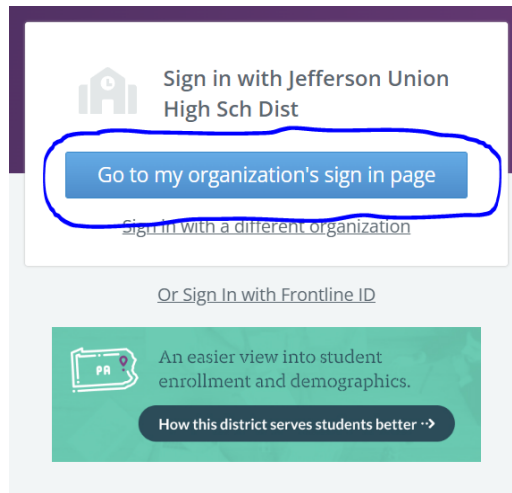 Sign in with Jefferson Union
High Sch Dist
Go to my organization's sign in page
Sign in with a different organization
Or Sign In with Frontline ID
PA
An easier view into student
enrollment and demographics.
How this district serves students better